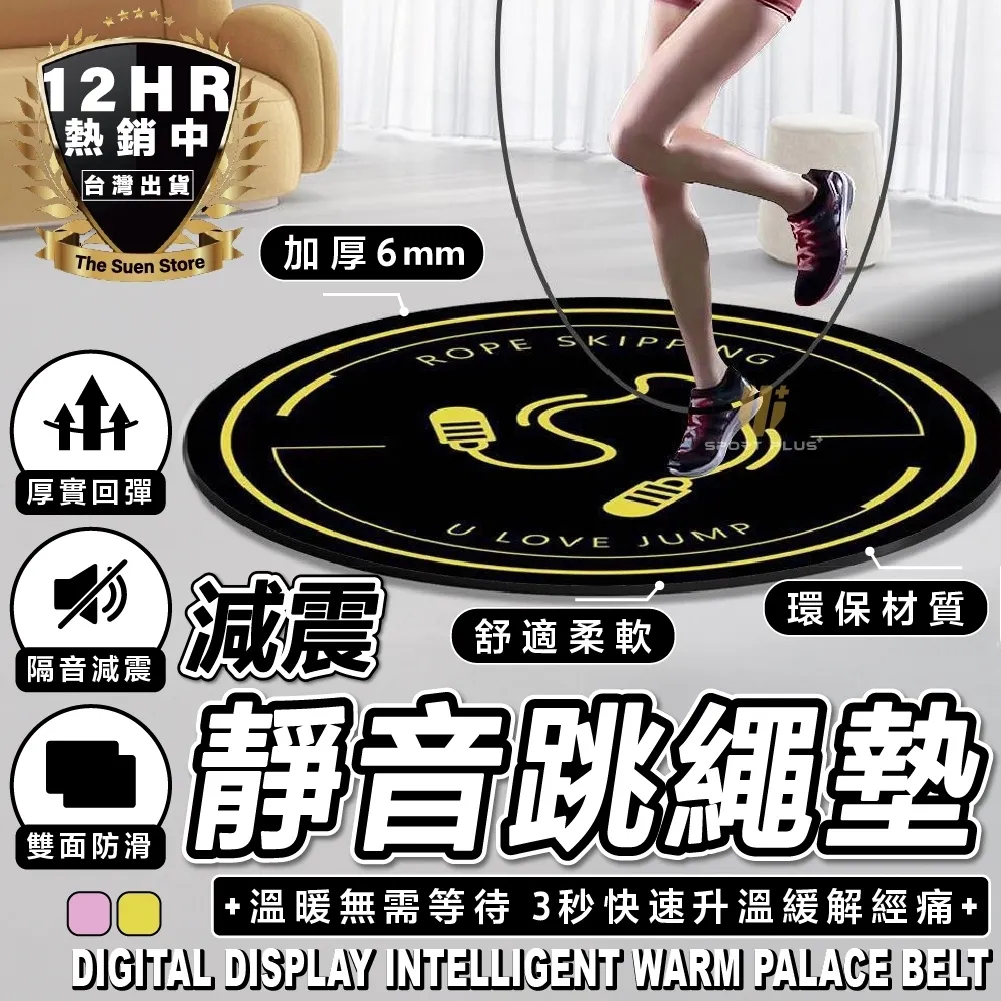 12HR
熱銷中
台灣出貨
The Suen Store
加厚6mm
ROPE SKIPPING
SPORT PLUS+
U LOVE JUMP
厚實回彈
隔音減震
雙面防滑
舒適柔軟
環保材質
減震
靜音跳繩墊
+溫暖無需等待 3秒快速升溫緩解經痛+
DIGITAL DISPLAY INTELLIGENT WARM PALACE BELT